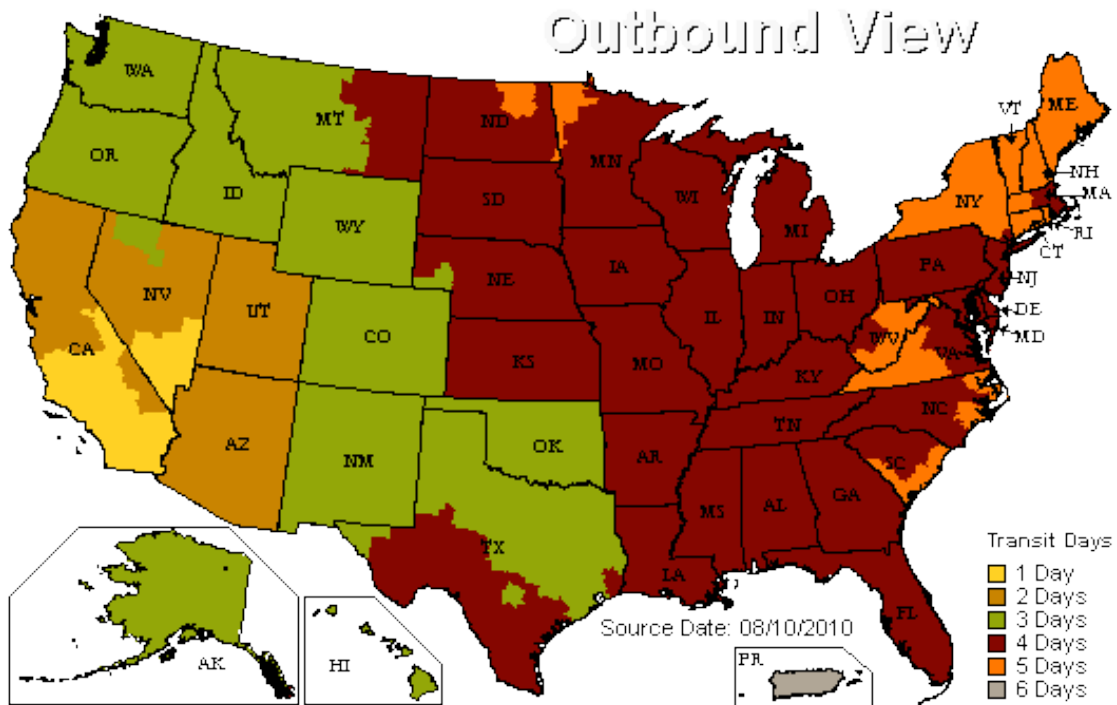 Outbound View
WA
OR
ID
MT
WY
ND
SD
NE
KS
MN
WI
IA
MI
MO
IL
IN
OH
KY
PA
NY
VT
ME
NH
MA
RI
CT
NJ
DE
MD
WV
VA
NC
TN
SC
GA
AL
MS
AR
LA
FL
CA
NV
UT
AZ
CO
NM
OK
TX
AK
HI
PR
Source Date: 08/10/2010
Transit Days
1 Day
2 Days
3 Days
4 Days
5 Days
6 Days